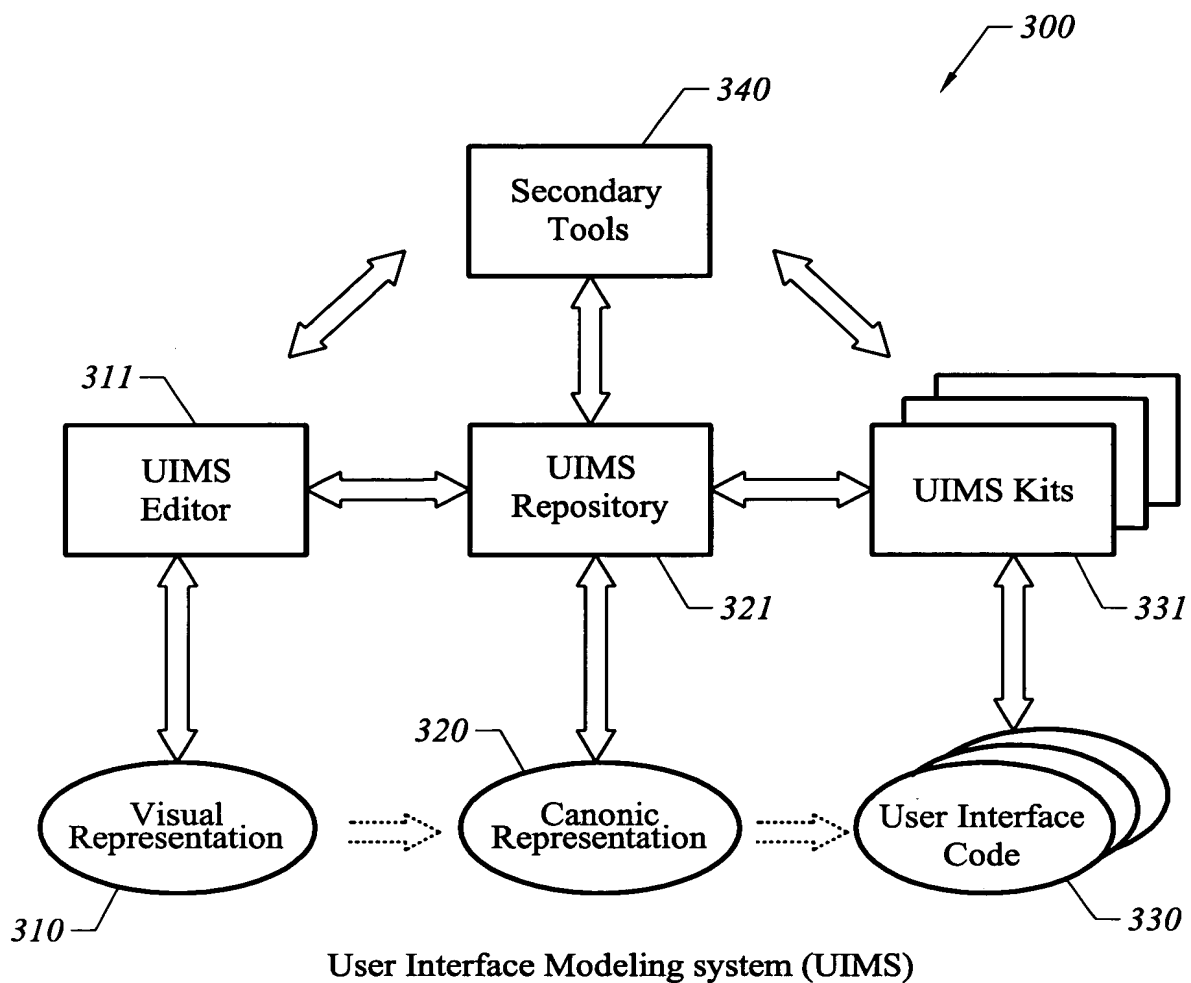 300
340
Secondary
Tools
311
UIMS
Editor
UIMS
Repository
UIMS Kits
321
331
320
Visual
Representation
Canonic
Representation
User Interface
Code
310
330
User Interface Modeling system (UIMS)